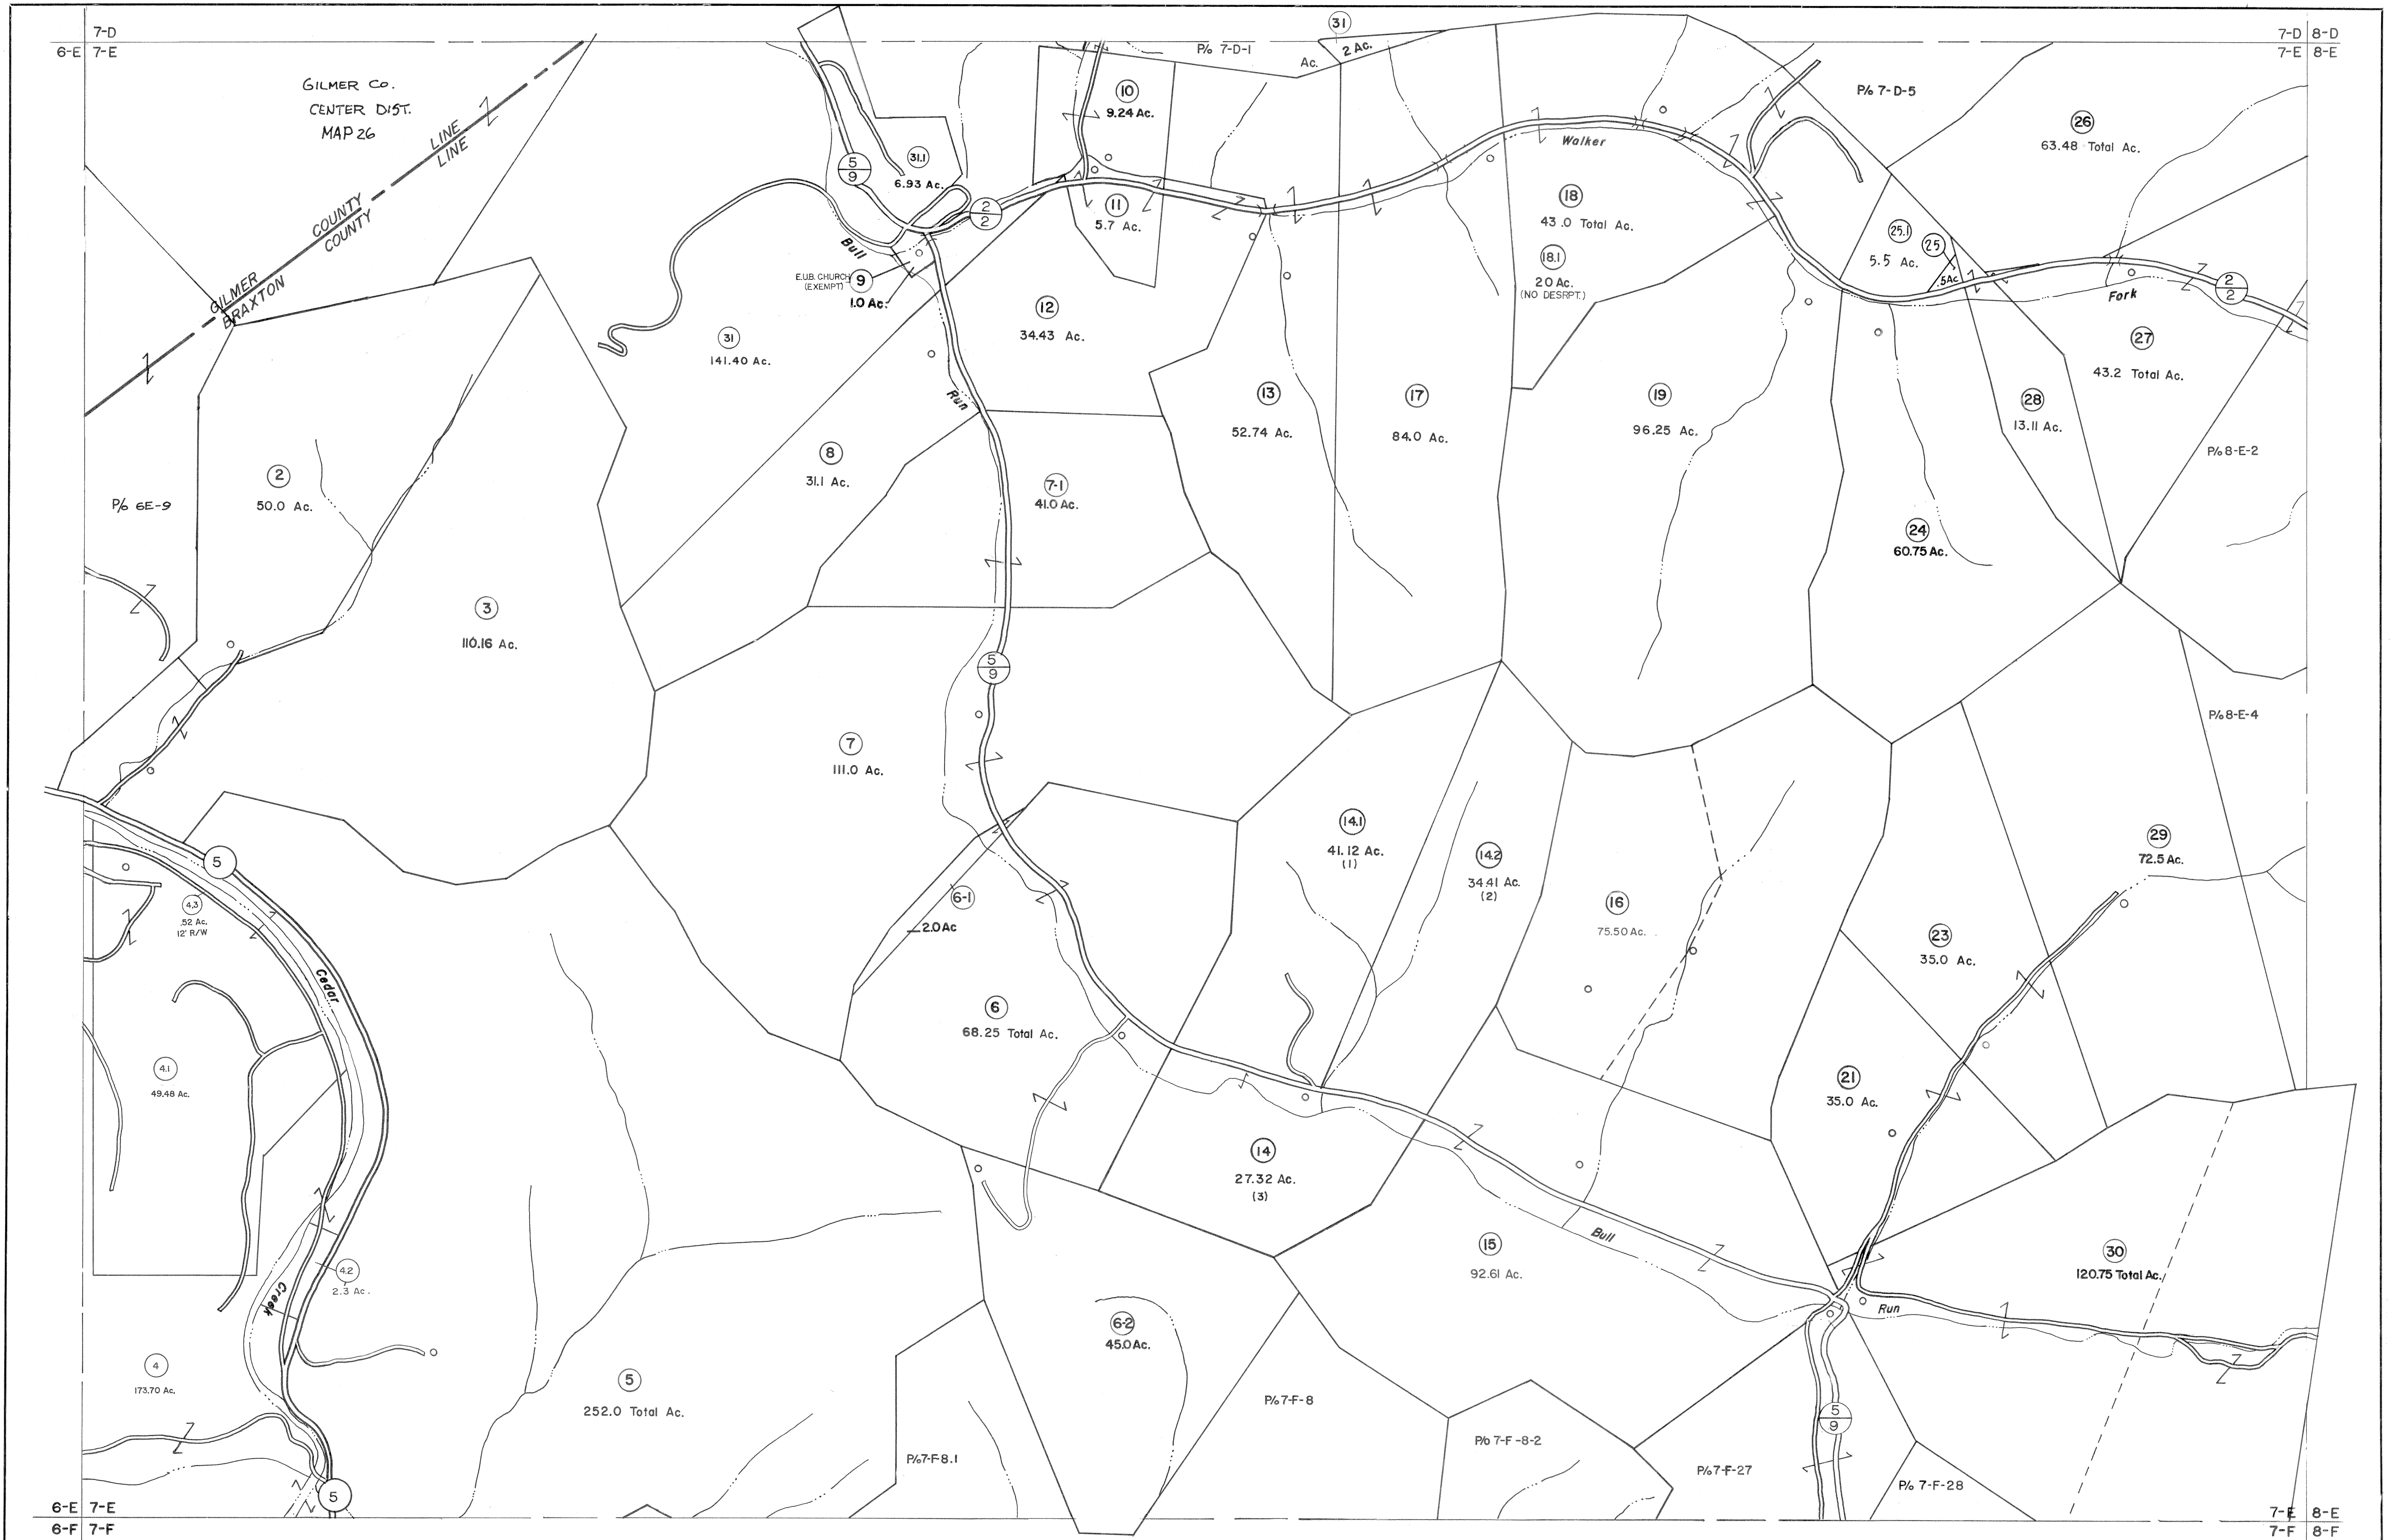 7-D
6-E 7-E
7-D 8-D
7-E 8-E
GILMER CO.
CENTER DIST.
MAP 26
COUNTY LINE
COUNTY LINE
GILMER
BRAXTON
P/o 7-D-1
Ac.
31
2 Ac.
10
9.24 Ac.
P/o 7-D-5
26
63.48 Total Ac.
5
9
31.1
6.93 Ac.
2
2
11
5.7 Ac.
Walker
18
43.0 Total Ac.
18.1
20 Ac.
(NO DESRPT.)
25.1
5.5 Ac.
25
.5Ac
Fork
2
2
Bull
E.U.B. CHURCH
(EXEMPT)
9
1.0 Ac.
12
34.43 Ac.
31
141.40 Ac.
27
43.2 Total Ac.
Run
13
52.74 Ac.
17
84.0 Ac.
19
96.25 Ac.
28
13.11 Ac.
P/o 8-E-2
P/o 6E-9
2
50.0 Ac.
8
31.1 Ac.
7-1
41.0 Ac.
24
60.75 Ac.
3
110.16 Ac.
5
9
P/o 8-E-4
7
111.0 Ac.
14.1
41.12 Ac.
(1)
14.2
34.41 Ac.
(2)
16
75.50 Ac.
29
72.5 Ac.
5
4.3
.52 Ac.
12' R/W
6-1
2.0 Ac
23
35.0 Ac.
Cedar
6
68.25 Total Ac.
4.1
49.48 Ac.
21
35.0 Ac.
14
27.32 Ac.
(3)
15
92.61 Ac.
Bull
30
120.75 Total Ac.
4.2
2.3 Ac.
Creek
Run
6-2
45.0 Ac.
4
173.70 Ac.
5
252.0 Total Ac.
P/o 7-F-8
5
9
P/o 7-F-8.1
P/o 7-F-8-2
P/o 7-F-27
P/o 7-F-28
5
6-E 7-E
6-F 7-F
7-E 8-E
7-F 8-F